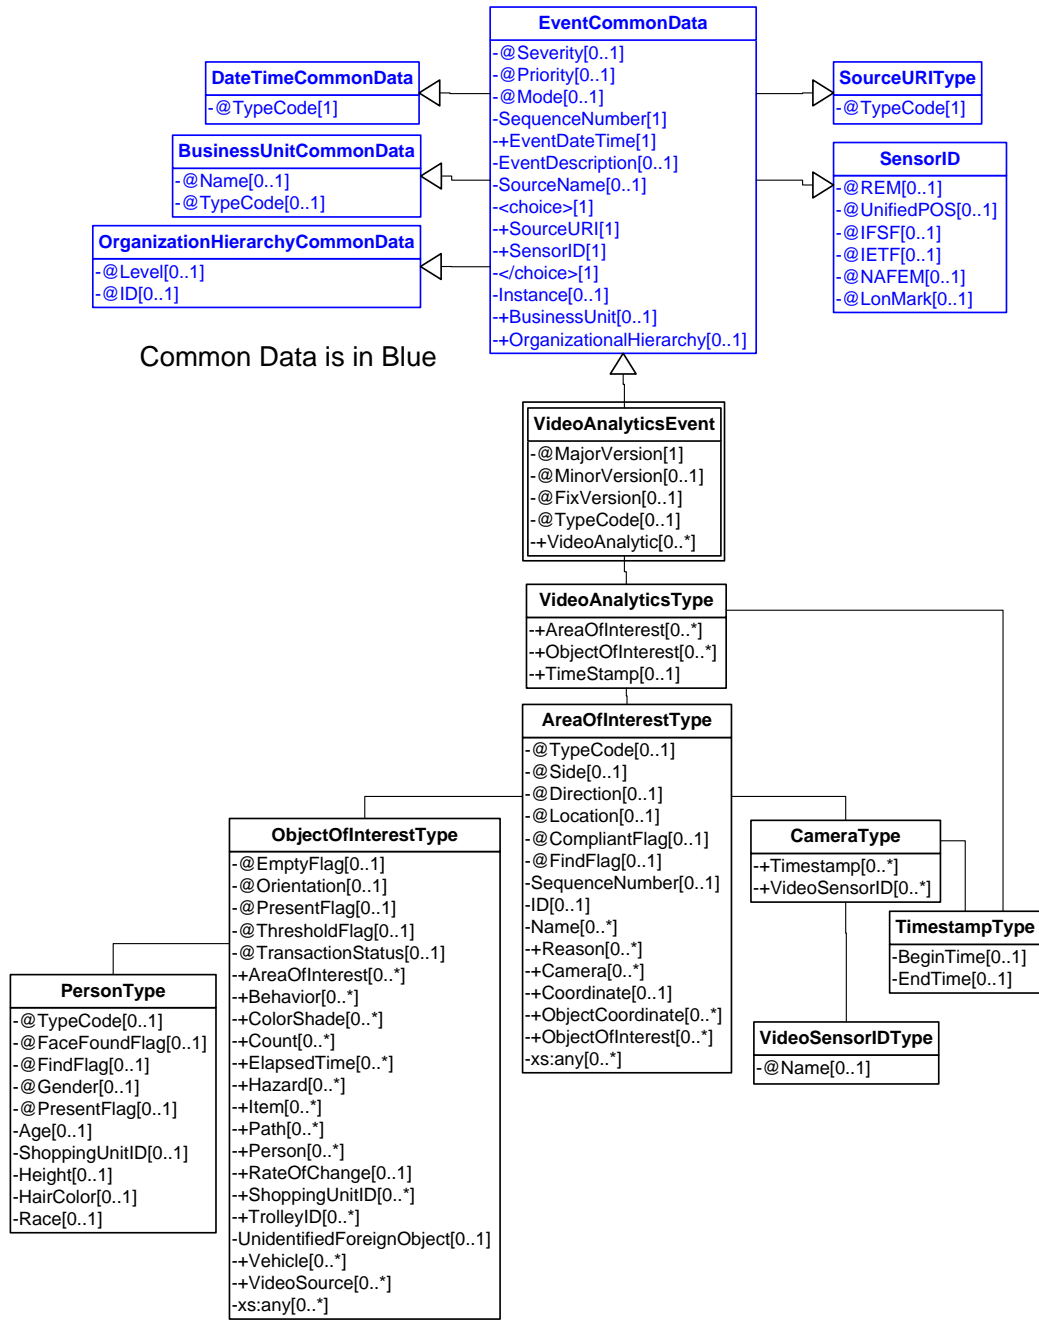 EventCommonData
-@Severity[0..1]
-@Priority[0..1]
-@Mode[0..1]
-SequenceNumber[1]
-+EventDateTime[1]
-EventDescription[0..1]
-SourceName[0..1]
-<choice>[1]
-+SourceURI[1]
-+SensorID[1]
-</choice>[1]
-Instance[0..1]
-+BusinessUnit[0..1]
-+OrganizationalHierarchy[0..1]
DateTimeCommonData
-@TypeCode[1]
BusinessUnitCommonData
-@Name[0..1]
-@TypeCode[0..1]
OrganizationHierarchyCommonData
-@Level[0..1]
-@ID[0..1]
SourceURIType
-@TypeCode[1]
SensorID
-@REM[0..1]
-@UnifiedPOS[0..1]
-@IFSF[0..1]
-@IETF[0..1]
-@NAFEM[0..1]
-@LonMark[0..1]
Common Data is in Blue
VideoAnalyticsEvent
-@MajorVersion[1]
-@MinorVersion[0..1]
-@FixVersion[0..1]
-@TypeCode[0..1]
-+VideoAnalytic[0..*]
VideoAnalyticsType
-+AreaOfInterest[0..*]
-+ObjectOfInterest[0..*]
-+TimeStamp[0..1]
AreaOfInterestType
-@TypeCode[0..1]
-@Side[0..1]
-@Direction[0..1]
-@Location[0..1]
-@CompliantFlag[0..1]
-@FindFlag[0..1]
-SequenceNumber[0..1]
-ID[0..1]
-Name[0..*]
-+Reason[0..*]
-+Camera[0..*]
-+Coordinate[0..1]
-+ObjectCoordinate[0..*]
-+ObjectOfInterest[0..*]
-xs:any[0..*]
ObjectOfInterestType
-@EmptyFlag[0..1]
-@Orientation[0..1]
-@PresentFlag[0..1]
-@ThresholdFlag[0..1]
-@TransactionStatus[0..1]
-+AreaOfInterest[0..*]
-+Behavior[0..*]
-+ColorShade[0..*]
-+Count[0..*]
-+ElapsedTime[0..*]
-+Hazard[0..*]
-+Item[0..*]
-+Path[0..*]
-+Person[0..*]
-+RateOfChange[0..1]
-+ShoppingUnitID[0..*]
-+TrolleyID[0..*]
-UnidentifiedForeignObject[0..1]
-+Vehicle[0..*]
-+VideoSource[0..*]
-xs:any[0..*]
CameraType
-+Timestamp[0..*]
-+VideoSensorID[0..*]
TimestampType
-BeginTime[0..1]
-EndTime[0..1]
VideoSensorIDType
-@Name[0..1]
PersonType
-@TypeCode[0..1]
-@FaceFoundFlag[0..1]
-@FindFlag[0..1]
-@Gender[0..1]
-@PresentFlag[0..1]
-Age[0..1]
-ShoppingUnitID[0..1]
-Height[0..1]
-HairColor[0..1]
-Race[0..1]